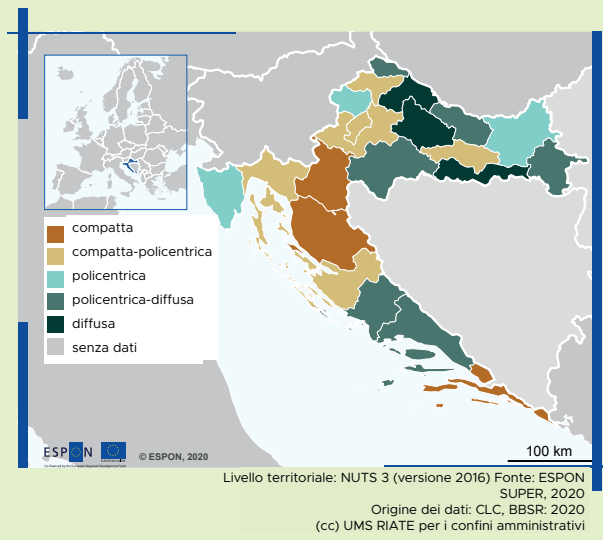 compatta
compatta-policentrica
policentrica
policentrica-diffusa
diffusa
senza dati
ESPON
© ESPON, 2020
100 km
Livello territoriale: NUTS 3 (versione 2016) Fonte: ESPON
SUPER, 2020
Origine dei dati: CLC, BBSR: 2020
(cc) UMS RIATE per i confini amministrativi